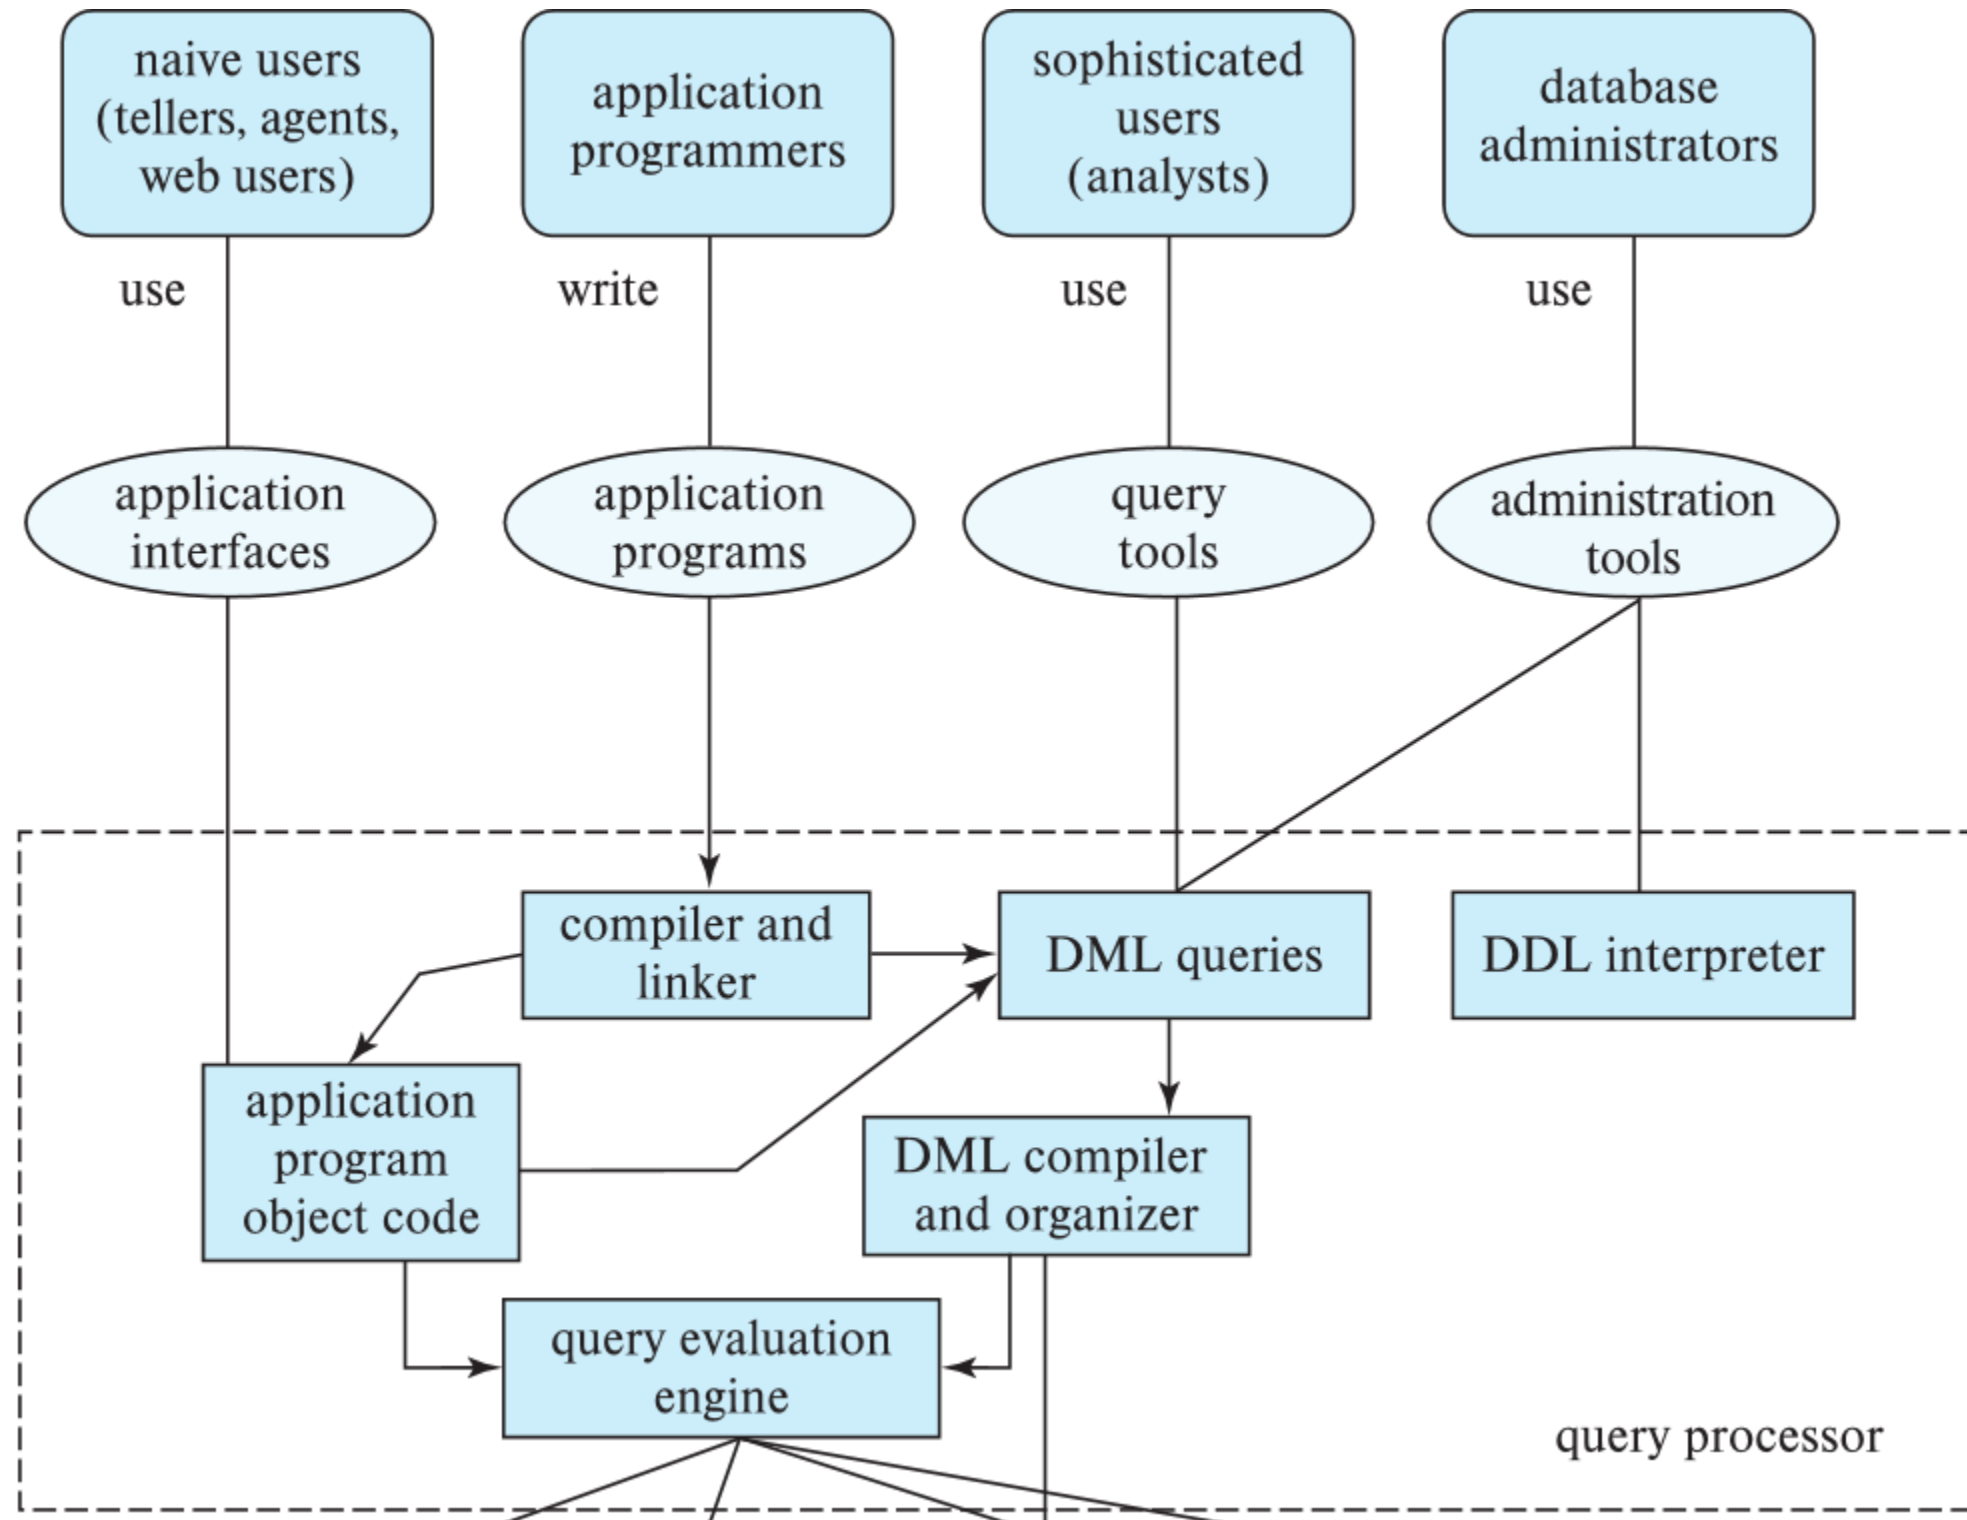 naive users
(tellers, agents,
web users)
application
programmers
sophisticated
users
(analysts)
database
administrators
use
write
use
use
application
interfaces
application
programs
query
tools
administration
tools
compiler and
linker
DML queries
DDL interpreter
application
program
object code
DML compiler
and organizer
query evaluation
engine
query processor